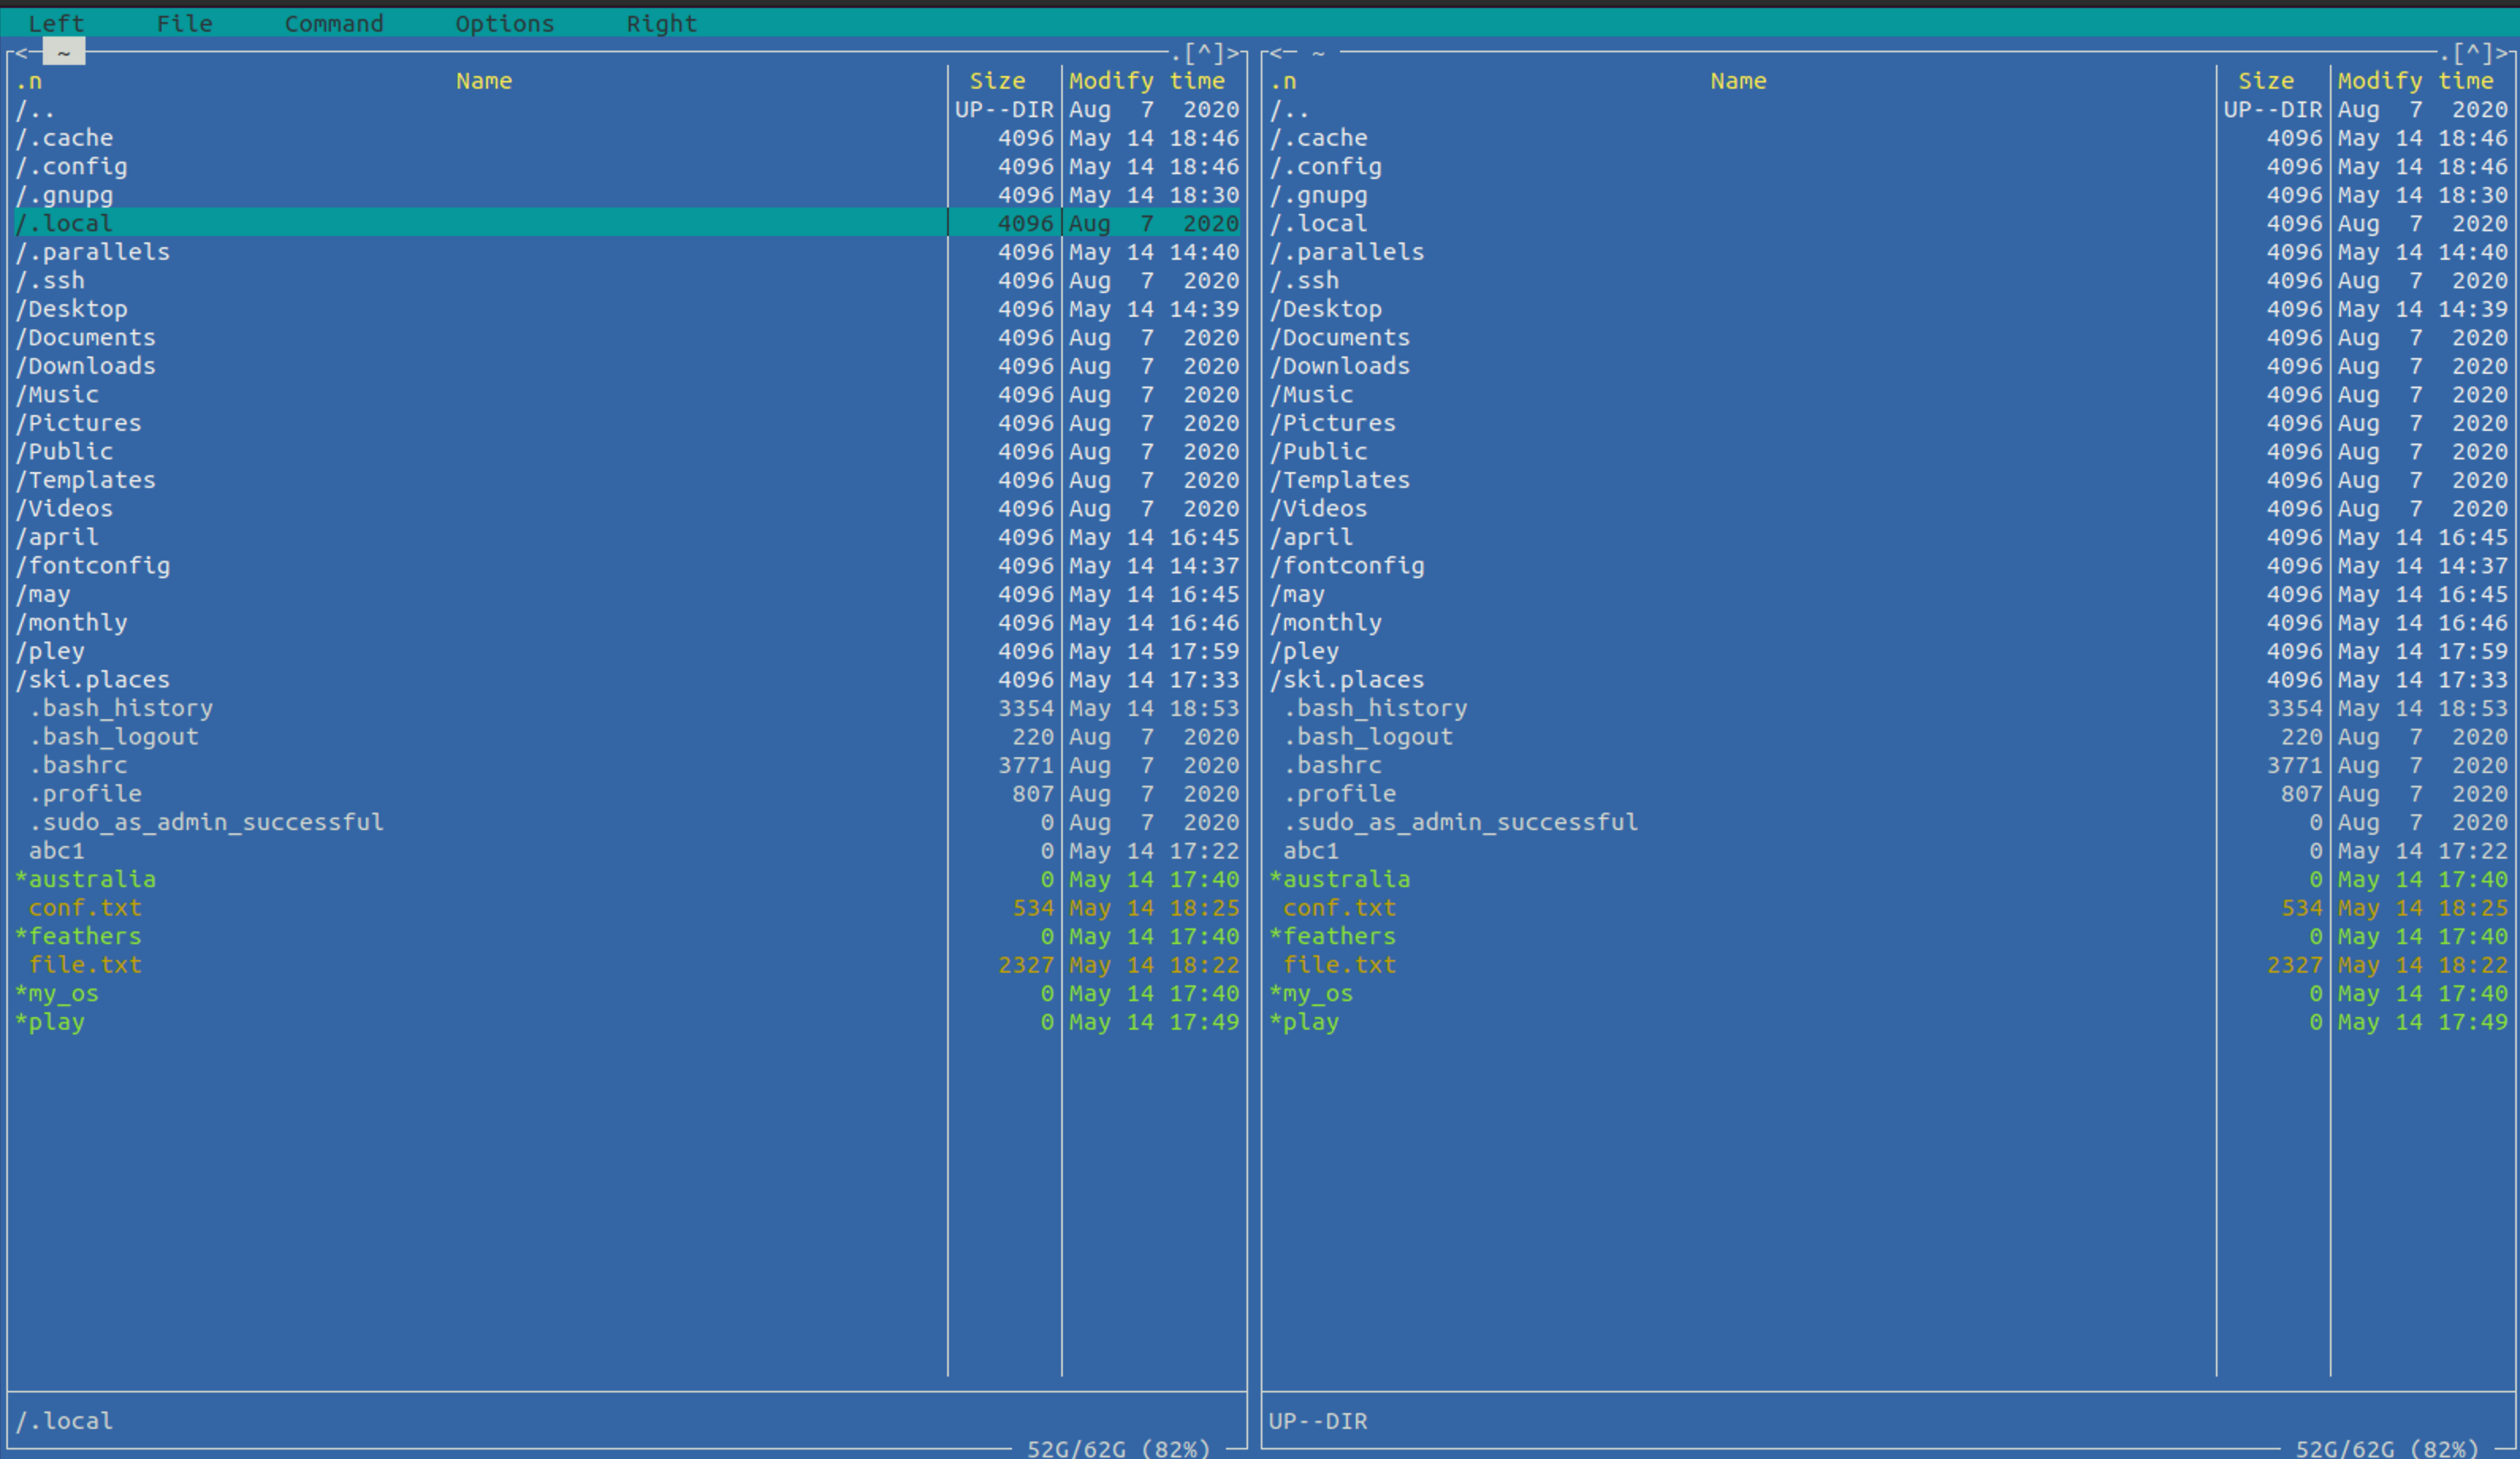 Left File Command Options Right
<─ ~ .[^]>
.n Name Size Modify time
/.. UP--DIR Aug 7 2020
/.cache 4096 May 14 18:46
/.config 4096 May 14 18:46
/.gnupg 4096 May 14 18:30
/.local 4096 Aug 7 2020
/.parallels 4096 May 14 14:40
/.ssh 4096 Aug 7 2020
/Desktop 4096 May 14 14:39
/Documents 4096 Aug 7 2020
/Downloads 4096 Aug 7 2020
/Music 4096 Aug 7 2020
/Pictures 4096 Aug 7 2020
/Public 4096 Aug 7 2020
/Templates 4096 Aug 7 2020
/Videos 4096 Aug 7 2020
/april 4096 May 14 16:45
/fontconfig 4096 May 14 14:37
/may 4096 May 14 16:45
/monthly 4096 May 14 16:46
/pley 4096 May 14 17:59
/ski.places 4096 May 14 17:33
.bash_history 3354 May 14 18:53
.bash_logout 220 Aug 7 2020
.bashrc 3771 Aug 7 2020
.profile 807 Aug 7 2020
.sudo_as_admin_successful 0 Aug 7 2020
abc1 0 May 14 17:22
*australia 0 May 14 17:40
conf.txt 534 May 14 18:25
*feathers 0 May 14 17:40
file.txt 2327 May 14 18:22
*my_os 0 May 14 17:40
*play 0 May 14 17:49
/.local
52G/62G (82%)
<─ ~ .[^]>
.n Name Size Modify time
/.. UP--DIR Aug 7 2020
/.cache 4096 May 14 18:46
/.config 4096 May 14 18:46
/.gnupg 4096 May 14 18:30
/.local 4096 Aug 7 2020
/.parallels 4096 May 14 14:40
/.ssh 4096 Aug 7 2020
/Desktop 4096 May 14 14:39
/Documents 4096 Aug 7 2020
/Downloads 4096 Aug 7 2020
/Music 4096 Aug 7 2020
/Pictures 4096 Aug 7 2020
/Public 4096 Aug 7 2020
/Templates 4096 Aug 7 2020
/Videos 4096 Aug 7 2020
/april 4096 May 14 16:45
/fontconfig 4096 May 14 14:37
/may 4096 May 14 16:45
/monthly 4096 May 14 16:46
/pley 4096 May 14 17:59
/ski.places 4096 May 14 17:33
.bash_history 3354 May 14 18:53
.bash_logout 220 Aug 7 2020
.bashrc 3771 Aug 7 2020
.profile 807 Aug 7 2020
.sudo_as_admin_successful 0 Aug 7 2020
abc1 0 May 14 17:22
*australia 0 May 14 17:40
conf.txt 534 May 14 18:25
*feathers 0 May 14 17:40
file.txt 2327 May 14 18:22
*my_os 0 May 14 17:40
*play 0 May 14 17:49
UP--DIR
52G/62G (82%)